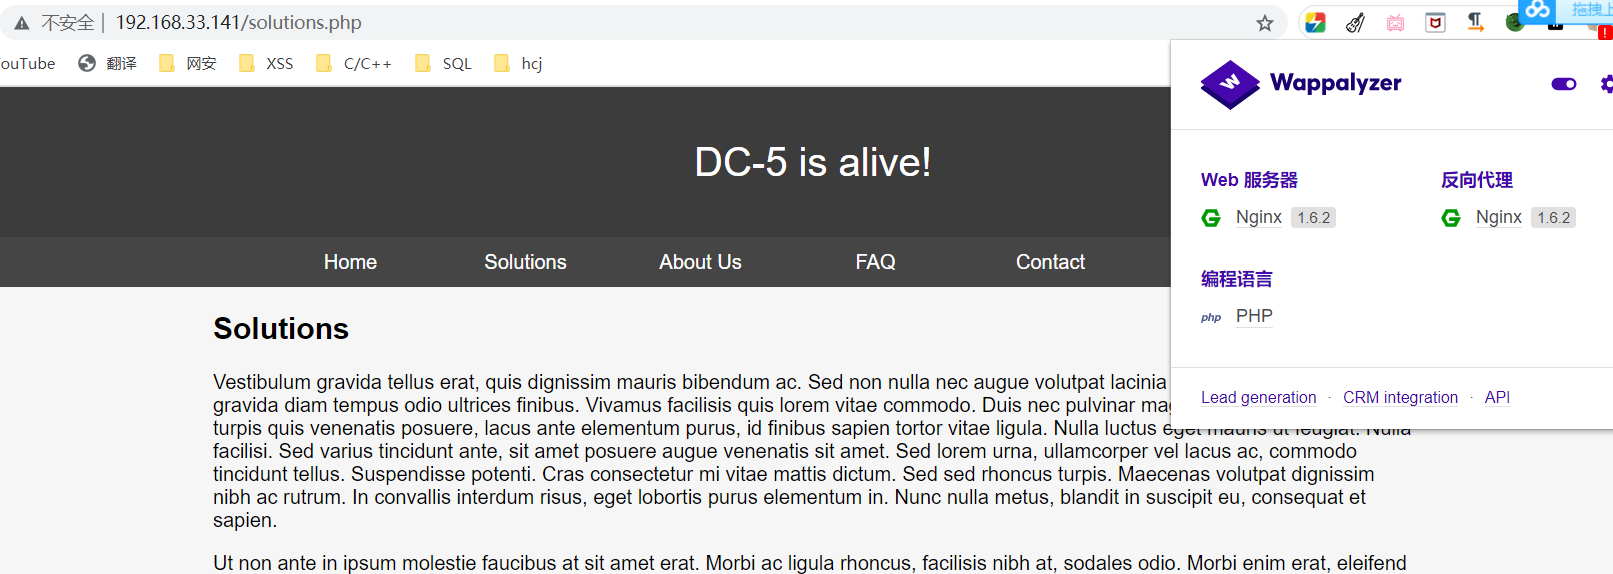 不安全 | 192.168.33.141/solutions.php
拖拽上
ouTube 翻译 网安 XSS C/C++ SQL hcj
Wappalyzer
DC-5 is alive!
Home Solutions About Us FAQ Contact
Web 服务器 反向代理
Nginx 1.6.2 Nginx 1.6.2
编程语言
php PHP
Lead generation · CRM integration · API
Solutions
Vestibulum gravida tellus erat, quis dignissim mauris bibendum ac. Sed non nulla nec augue volutpat lacinia
gravida diam tempus odio ultrices finibus. Vivamus facilisis quis lorem vitae commodo. Duis nec pulvinar
turpis quis venenatis posuere, lacus ante elementum purus, id finibus sapien tortor vitae ligula. Nulla luctus eget mauris ut feugiat. Nulla
facilisi. Sed varius tincidunt ante, sit amet posuere augue venenatis sit amet. Sed lorem urna, ullamcorper vel lacus ac, commodo
tincidunt tellus. Suspendisse potenti. Cras consectetur mi vitae mattis dictum. Sed sed rhoncus turpis. Maecenas volutpat dignissim
nibh ac rutrum. In convallis interdum risus, eget lobortis purus elementum in. Nunc nulla metus, blandit in suscipit eu, consequat et
sapien.
Ut non ante in ipsum molestie faucibus at sit amet erat. Morbi ac ligula rhoncus, facilisis nibh at, sodales odio. Morbi enim erat, eleifend